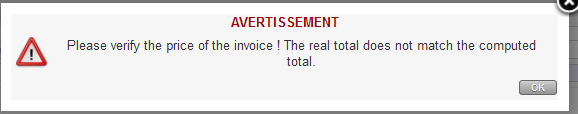 AVERTISSEMENT
Please verify the price of the invoice ! The real total does not match the computed
total.
OK